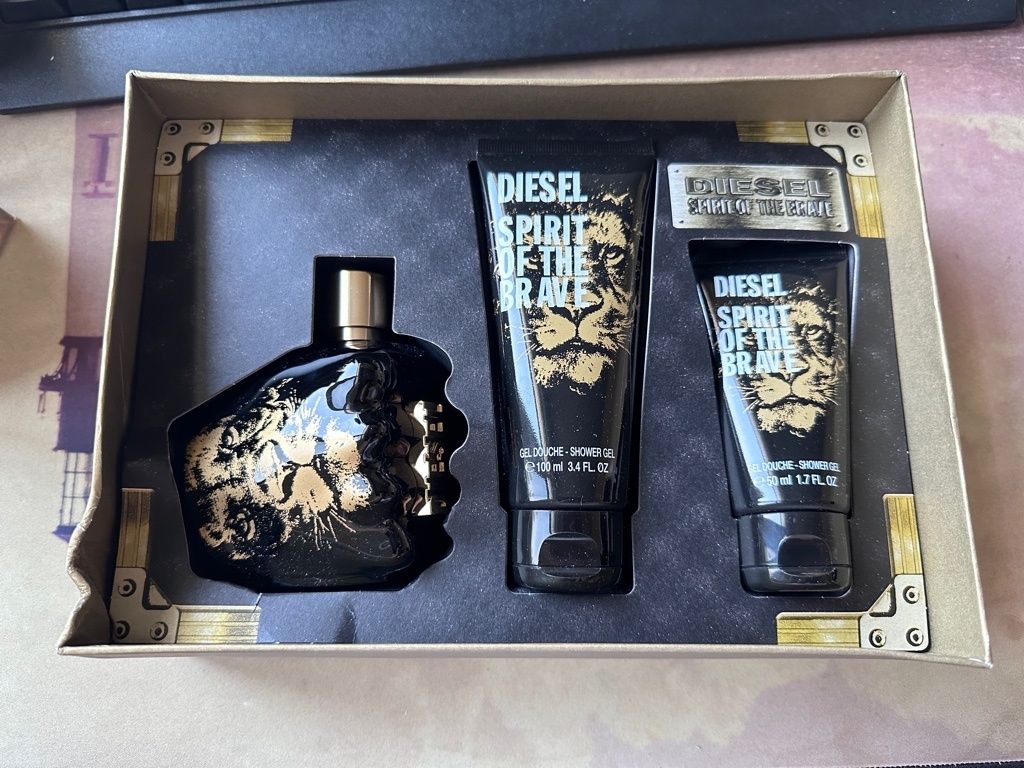 DIESEL
SPIRIT
OF THE
BRAVE
GEL DOUCHE - SHOWER GEL
℮100 ml 3.4 FL. OZ
DIESEL
SPIRIT OF THE BRAVE
DIESEL
SPIRIT
OF THE
BRAVE
GEL DOUCHE - SHOWER GEL
℮50 ml 1.7 FL. OZ